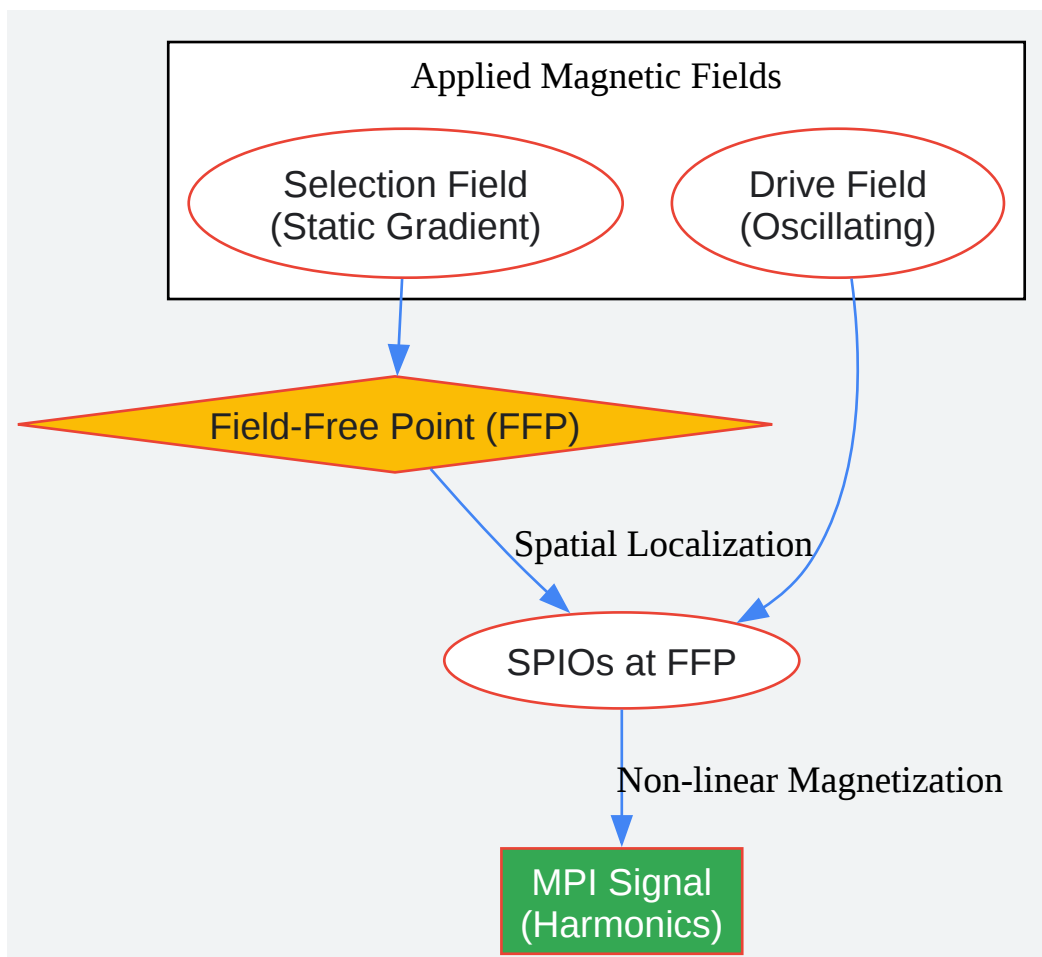 Applied Magnetic Fields
Selection Field
(Static Gradient)
Drive Field
(Oscillating)
Field-Free Point (FFP)
Spatial Localization
SPIOs at FFP
Non-linear Magnetization
MPI Signal
(Harmonics)